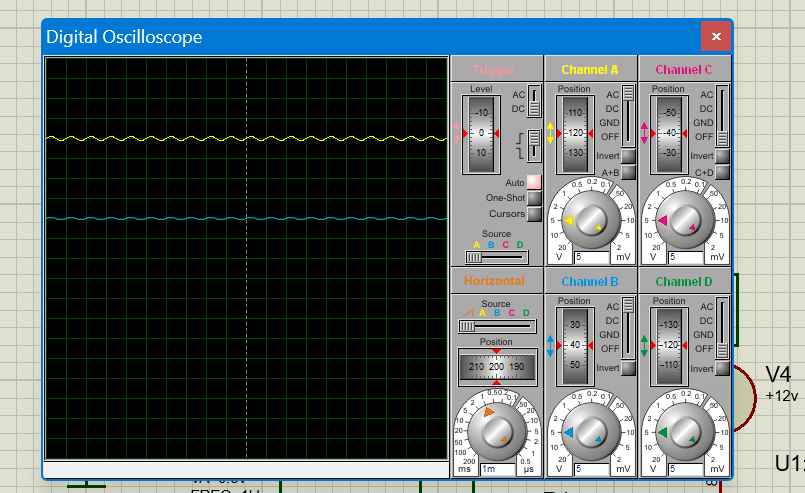 Digital Oscilloscope
Trigger
Level
-10
0
10
AC
DC
Auto
One-Shot
Cursors
Source
A B C D
Channel A
Position
110
120
130
AC
DC
GND
OFF
Invert
A+B
0.5 0.2 0.1
1
50
2
20
5
10
10
5
20
2
V 5 mV
Channel C
Position
-50
-40
-30
AC
DC
GND
OFF
Invert
C+D
0.5 0.2 0.1
1
50
2
20
5
10
10
5
20
2
V 5 mV
Horizontal
Source
A B C D
Position
210 200 190
0.5 0.2 0.1
1
50
2
5
20
10
10
20
5
50
2
100
1
200
0.5
ms 1m µs
Channel B
Position
30
40
50
AC
DC
GND
OFF
Invert
0.5 0.2 0.1
1
50
2
20
5
10
10
5
20
2
V 5 mV
Channel D
Position
-130
-120
-110
AC
DC
GND
OFF
Invert
0.5 0.2 0.1
1
50
2
20
5
10
10
5
20
2
V 5 mV
V4
+12v